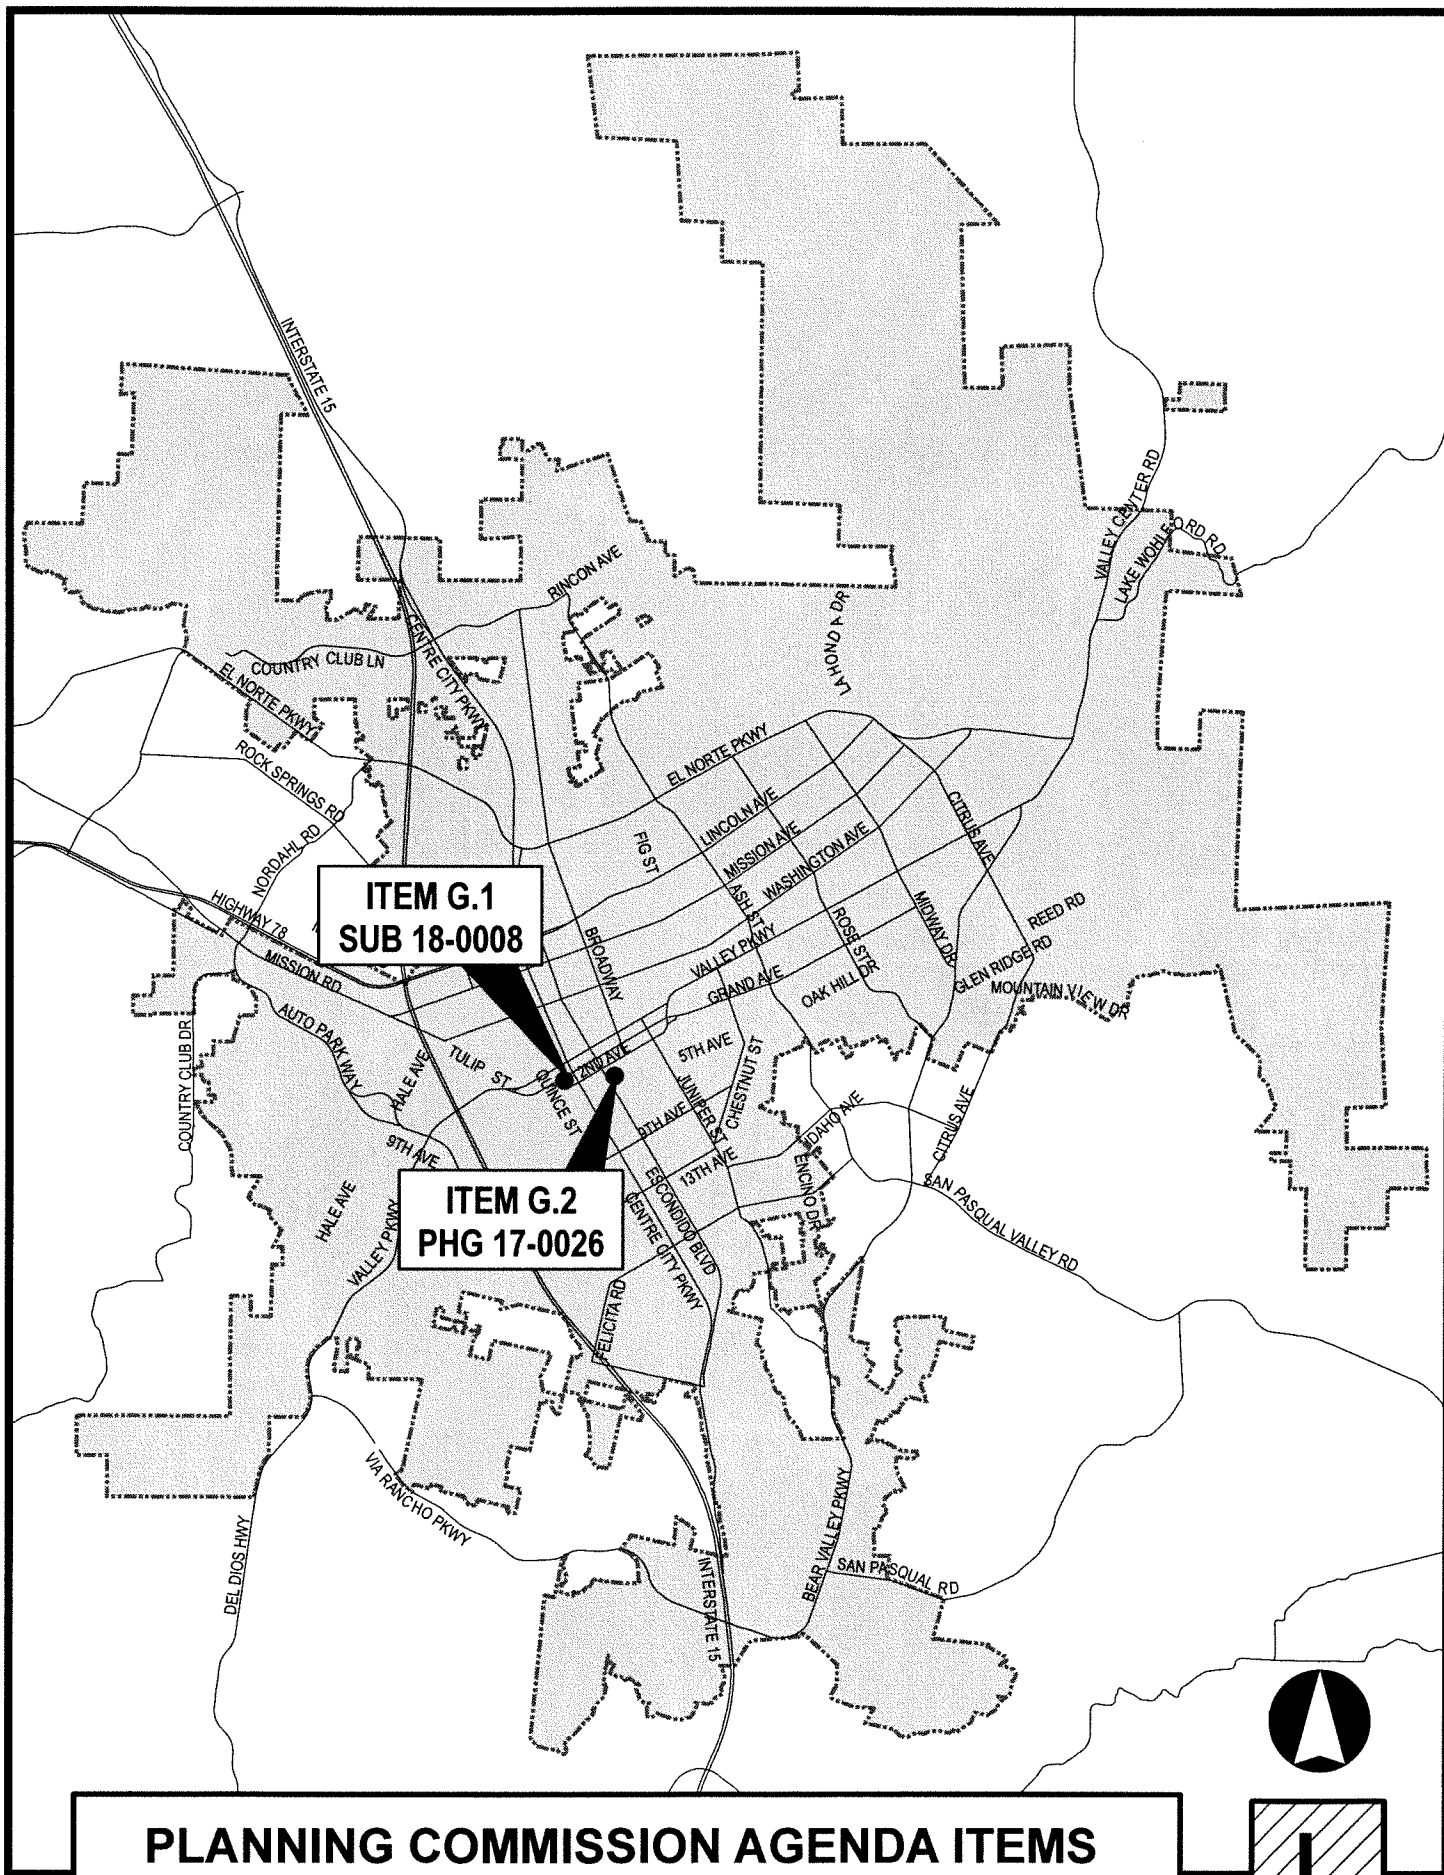 INTERSTATE 15
VALLEY CENTER RD
LAKE WOHLFORD RD
RINCON AVE
LA HONDA DR
CENTRE CITY PKWY
COUNTRY CLUB LN
EL NORTE PKWY
ROCK SPRINGS RD
EL NORTE PKWY
LINCOLN AVE
CITRUS AVE
NORDAHL RD
FIG ST
MISSION AVE
WASHINGTON AVE
HIGHWAY 78
ITEM G.1
SUB 18-0008
ASH ST
ROSE STR
MIDWAY DR
REED RD
BROADWAY
VALLEY PKWY
GLEN RIDGE RD
MISSION RD
GRAND AVE
OAK HILL DR
MOUNTAIN VIEW DR
AUTO PARK WAY
COUNTRY CLUB DR
HALE AVE
TULIP ST
QUINCE ST
2ND AVE
5TH AVE
CHESTNUT ST
JUNIPER ST
9TH AVE
IDAHO AVE
CITRUS AVE
9TH AVE
13TH AVE
ENCINO DR
ITEM G.2
PHG 17-0026
HALE AVE
VALLEY PKWY
ESCONDIDO BLVD
CENTRE CITY PKWY
SAN PASQUAL VALLEY RD
FELICITA RD
VIA RANCHO PKWY
DEL DIOS HWY
BEAR VALLEY PKWY
SAN PASQUAL RD
INTERSTATE 15
PLANNING COMMISSION AGENDA ITEMS